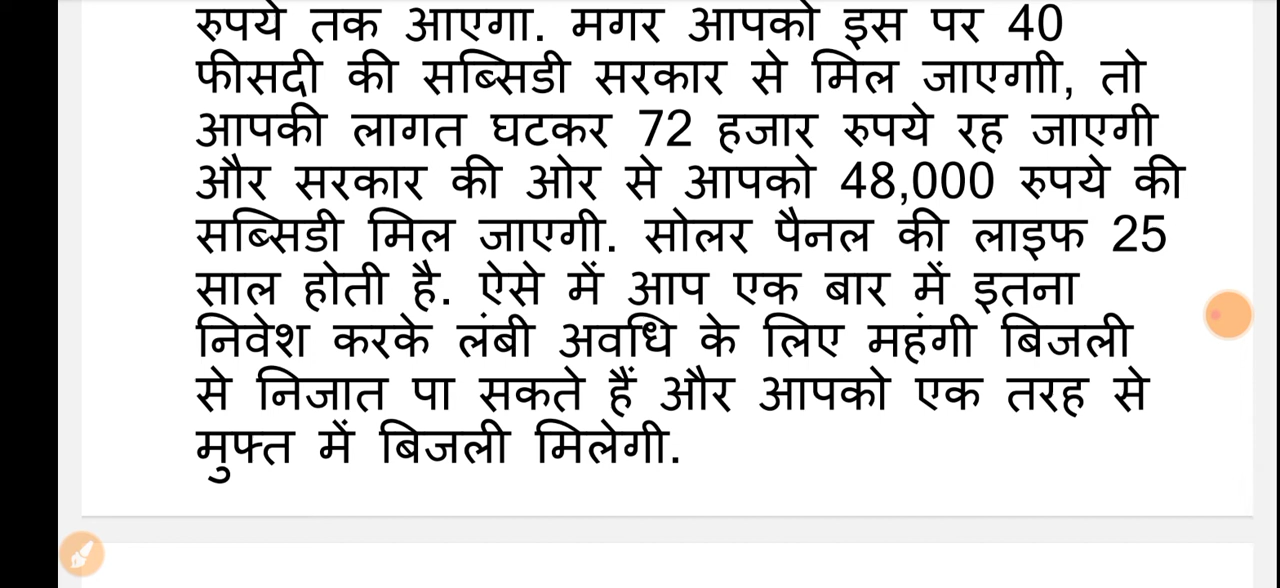 रुपये तक आएगा. मगर आपको इस पर 40
फीसदी की सब्सिडी सरकार से मिल जाएगाी, तो
आपकी लागत घटकर 72 हजार रुपये रह जाएगी
और सरकार की ओर से आपको 48,000 रुपये की
सब्सिडी मिल जाएगी. सोलर पैनल की लाइफ 25
साल होती है. ऐसे में आप एक बार में इतना
निवेश करके लंबी अवधि के लिए महंगी बिजली
से निजात पा सकते हैं और आपको एक तरह से
मुफ्त में बिजली मिलेगी.